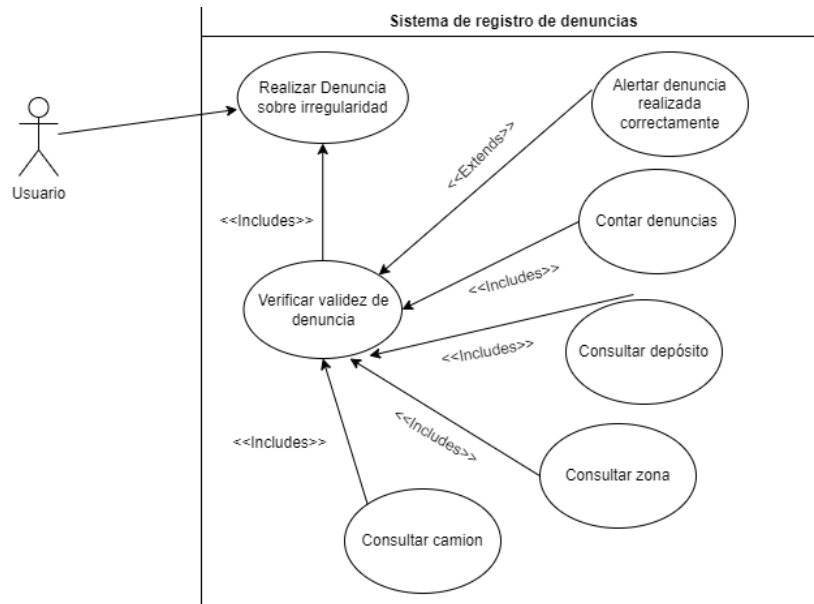 Sistema de registro de denuncias
Realizar Denuncia
sobre irregularidad
Alertar denuncia
realizada
correctamente
Usuario
<<Extends>>
<<Includes>>
Contar denuncias
<<Includes>>
Verificar validez de
denuncia
Consultar depósito
<<Includes>>
<<Includes>>
<<Includes>>
Consultar zona
Consultar camion